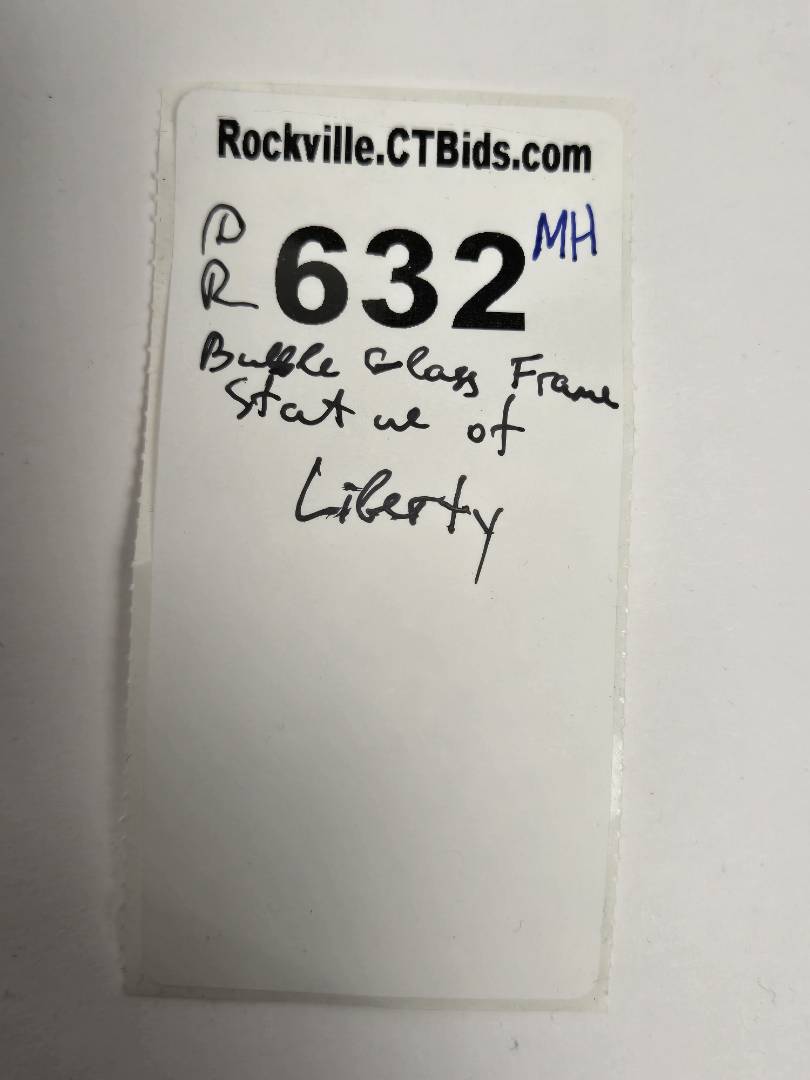 Rockville.CTBids.com
D 632 MH
R
Bubble Glass Frame
Statue of
Liberty